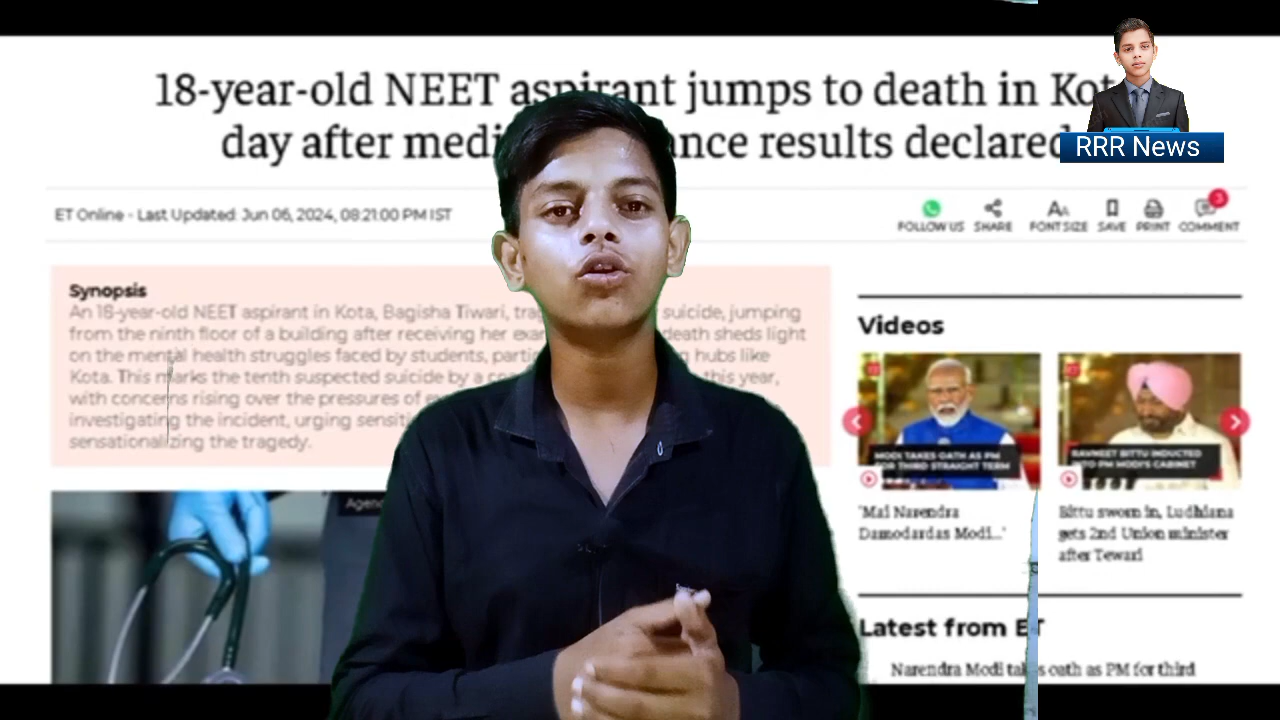 18-year-old NEET aspirant jumps to death in
day after results declared
RRR News
ET Online - Last Updated: Jun 06, 2024, 08:21:00 PM IST
FOLLOW US SHARE FONT SIZE SAVE PRINT COMMENT
3
Synopsis
An 18-year-old NEET aspirant in Kota, Bagisha Tiwari, suicide, jumping
from the ninth floor of a building after receiving her death sheds light
on the mental health struggles faced by students, hubs like
Kota. This marks the tenth suspected suicide by a this year,
with concerns rising over the pressures of
investigating the incident, urging
sensationalizing the tragedy.
Videos
MODI TAKES OATH AS PM
FOR THIRD STRAIGHT TERM
RAVNEET BITTU INDUCTED
TO PM MODI'S CABINET
'Mai Narendra
Damodardas Modi...'
Bittu sworn in, Ludhiana
gets 2nd Union minister
after Tewari
Latest from ET
Narendra Modi takes oath as PM for third